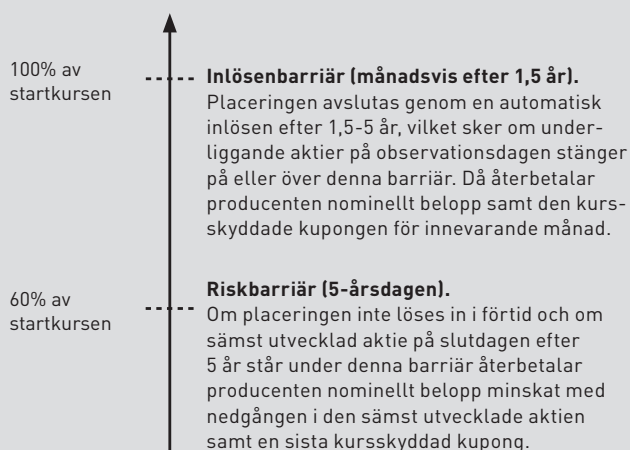 100% av
startkursen
Inlösenbarriär (månadsvis efter 1,5 år).
Placeringen avslutas genom en automatisk
inlösen efter 1,5-5 år, vilket sker om under-
liggande aktier på observationsdagen stänger
på eller över denna barriär. Då återbetalar
producenten nominellt belopp samt den kurs-
skyddade kupongen för innevarande månad.
60% av
startkursen
Riskbarriär (5-årsdagen).
Om placeringen inte löses in i förtid och om
sämst utvecklad aktie på slutdagen efter
5 år står under denna barriär återbetalar
producenten nominellt belopp minskat med
nedgången i den sämst utvecklade aktien
samt en sista kursskyddad kupong.